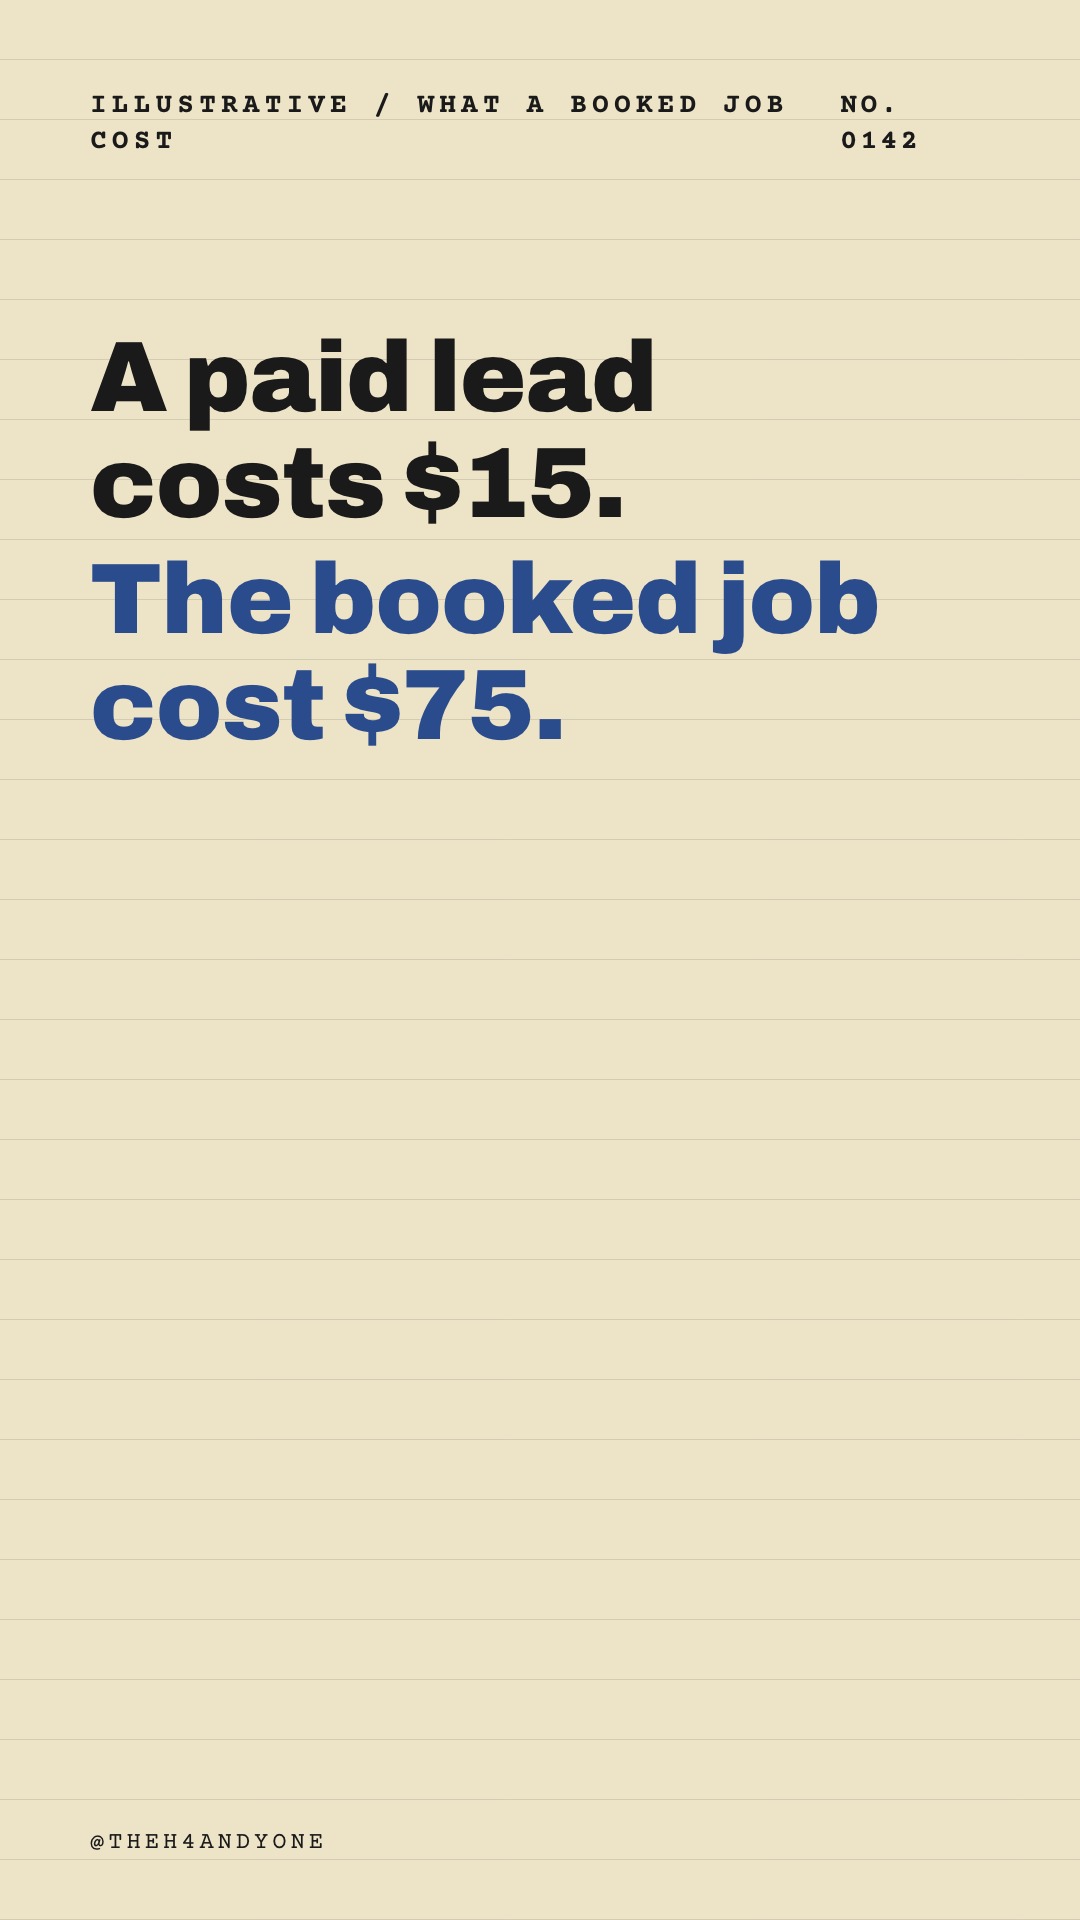 ILLUSTRATIVE / WHAT A BOOKED JOB COST
NO. 0142
A paid lead
costs $15.
The booked job
cost $75.
@THEH4ANDYONE